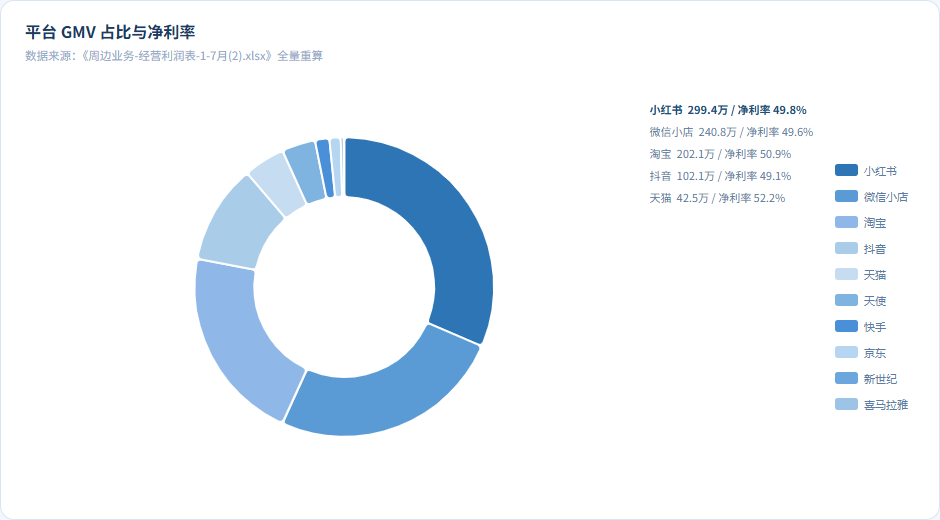 平台 GMV 占比与净利率
数据来源：《周边业务-经营利润表-1-7月(2).xlsx》全量重算
小红书 299.4万 / 净利率 49.8%
微信小店 240.8万 / 净利率 49.6%
淘宝 202.1万 / 净利率 50.9%
抖音 102.1万 / 净利率 49.1%
天猫 42.5万 / 净利率 52.2%
小红书
微信小店
淘宝
抖音
天猫
天使
快手
京东
新世纪
喜马拉雅